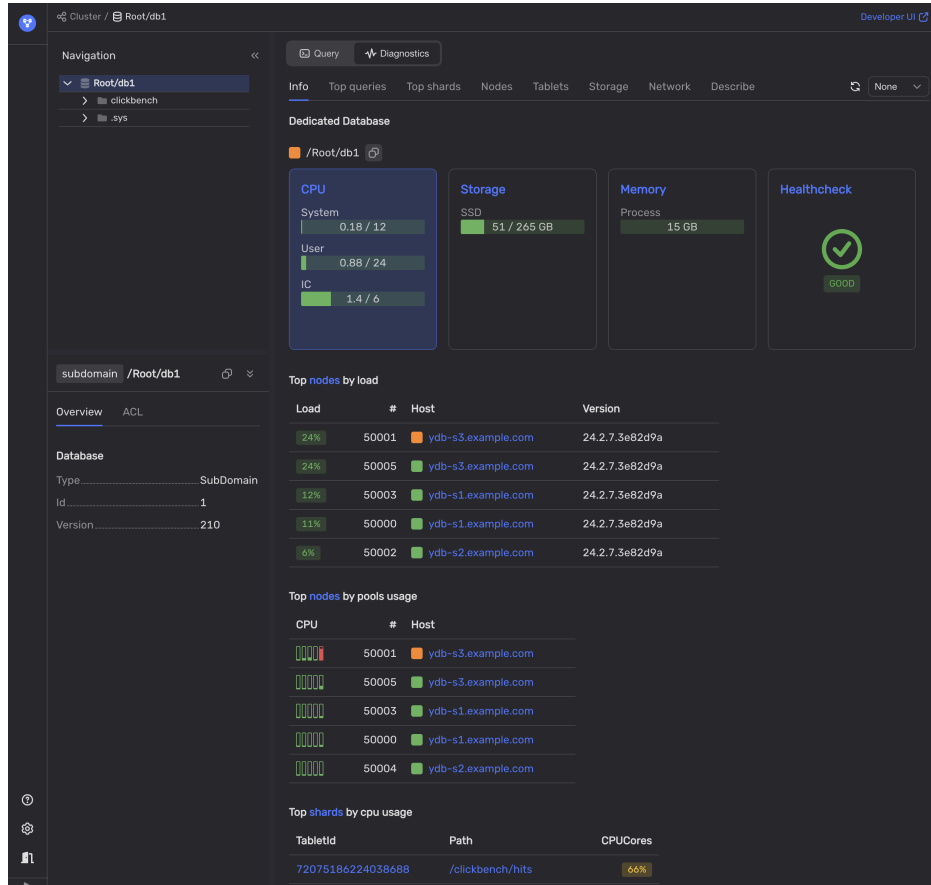 Cluster / Root/db1
Developer UI
Navigation
Root/db1
clickbench
.sys
subdomain /Root/db1
Overview ACL
Database
Type SubDomain
Id 1
Version 210
Query Diagnostics
Info Top queries Top shards Nodes Tablets Storage Network Describe None
Dedicated Database
/Root/db1
CPU
System
0.18 / 12
User
0.88 / 24
IC
1.4 / 6
Storage
SSD
51 / 265 GB
Memory
Process
15 GB
Healthcheck
GOOD
Top nodes by load
Load # Host Version
24% 50001 ydb-s3.example.com 24.2.7.3e82d9a
24% 50005 ydb-s3.example.com 24.2.7.3e82d9a
12% 50003 ydb-s1.example.com 24.2.7.3e82d9a
11% 50000 ydb-s1.example.com 24.2.7.3e82d9a
6% 50002 ydb-s2.example.com 24.2.7.3e82d9a
Top nodes by pools usage
CPU # Host
50001 ydb-s3.example.com
50005 ydb-s3.example.com
50003 ydb-s1.example.com
50000 ydb-s1.example.com
50004 ydb-s2.example.com
Top shards by cpu usage
TabletId Path CPUCores
72075186224038688 /clickbench/hits 66%